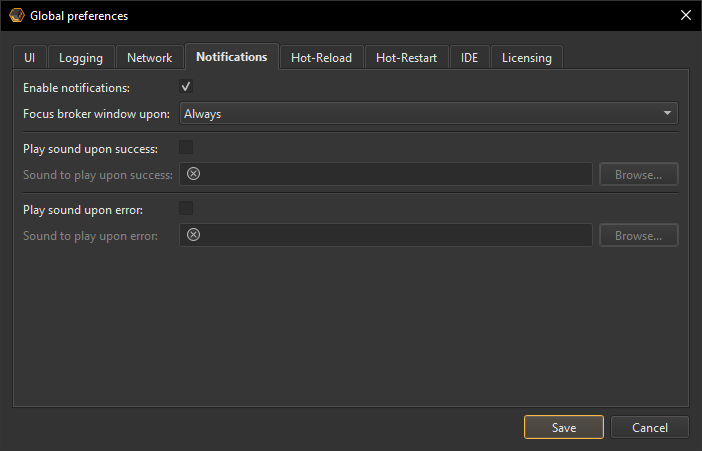 Global preferences
UI Logging Network Notifications Hot-Reload Hot-Restart IDE Licensing
Enable notifications:
Focus broker window upon: Always
Play sound upon success:
Sound to play upon success: Browse...
Play sound upon error:
Sound to play upon error: Browse...
Save Cancel